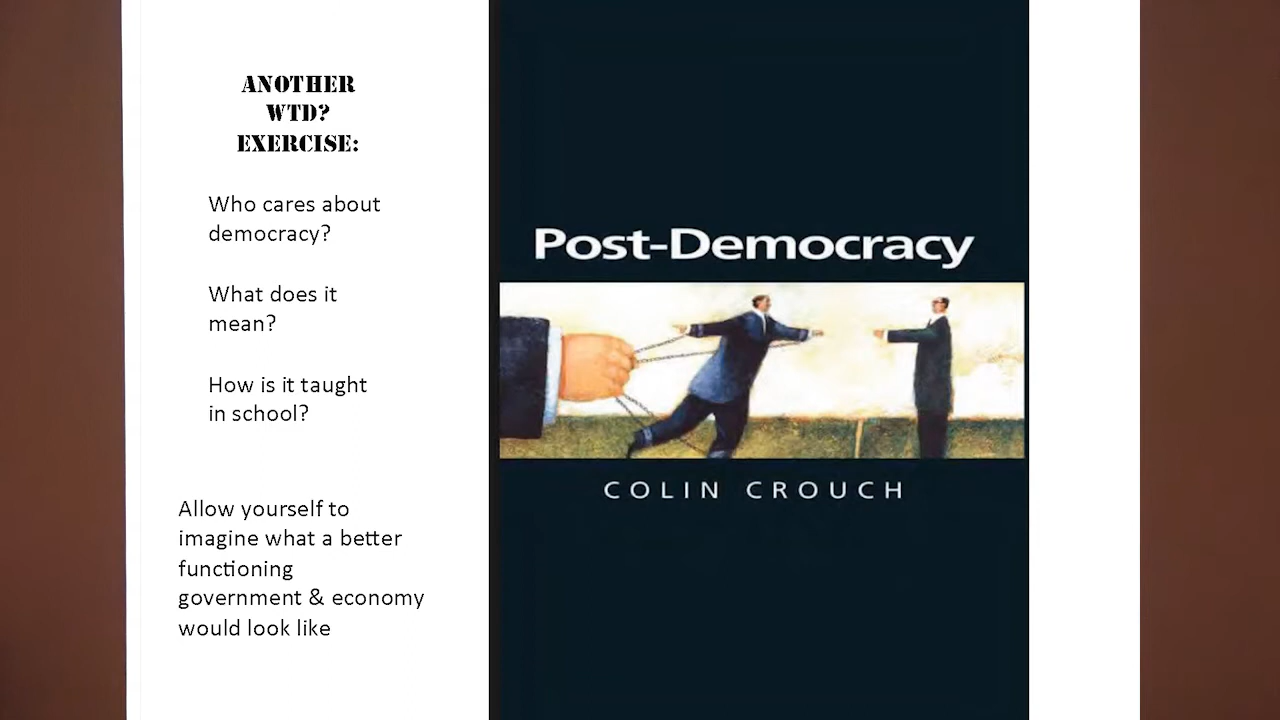 ANOTHER
WTD?
EXERCISE:
Who cares about
democracy?
What does it
mean?
How is it taught
in school?
Allow yourself to
imagine what a better
functioning
government & economy
would look like
Post-Democracy
COLIN CROUCH